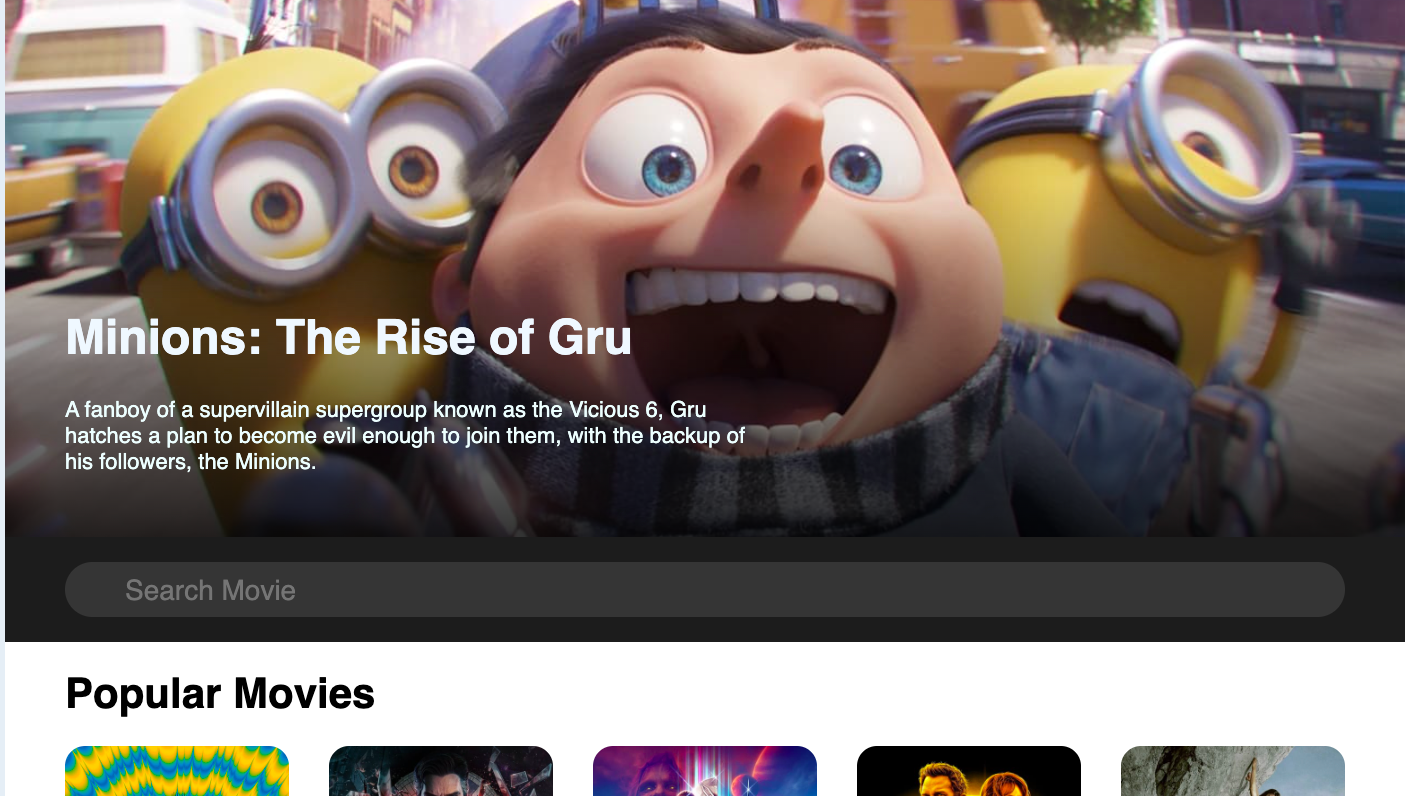 Minions: The Rise of Gru
A fanboy of a supervillain supergroup known as the Vicious 6, Gru
hatches a plan to become evil enough to join them, with the backup of
his followers, the Minions.
Search Movie
Popular Movies